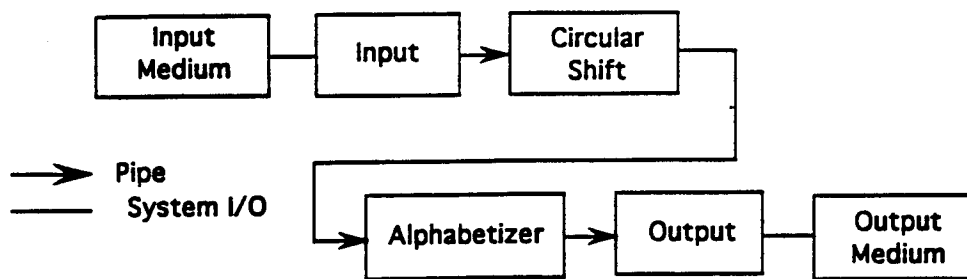 Input
Medium
Input
Circular
Shift
Pipe
System I/O
Alphabetizer
Output
Output
Medium